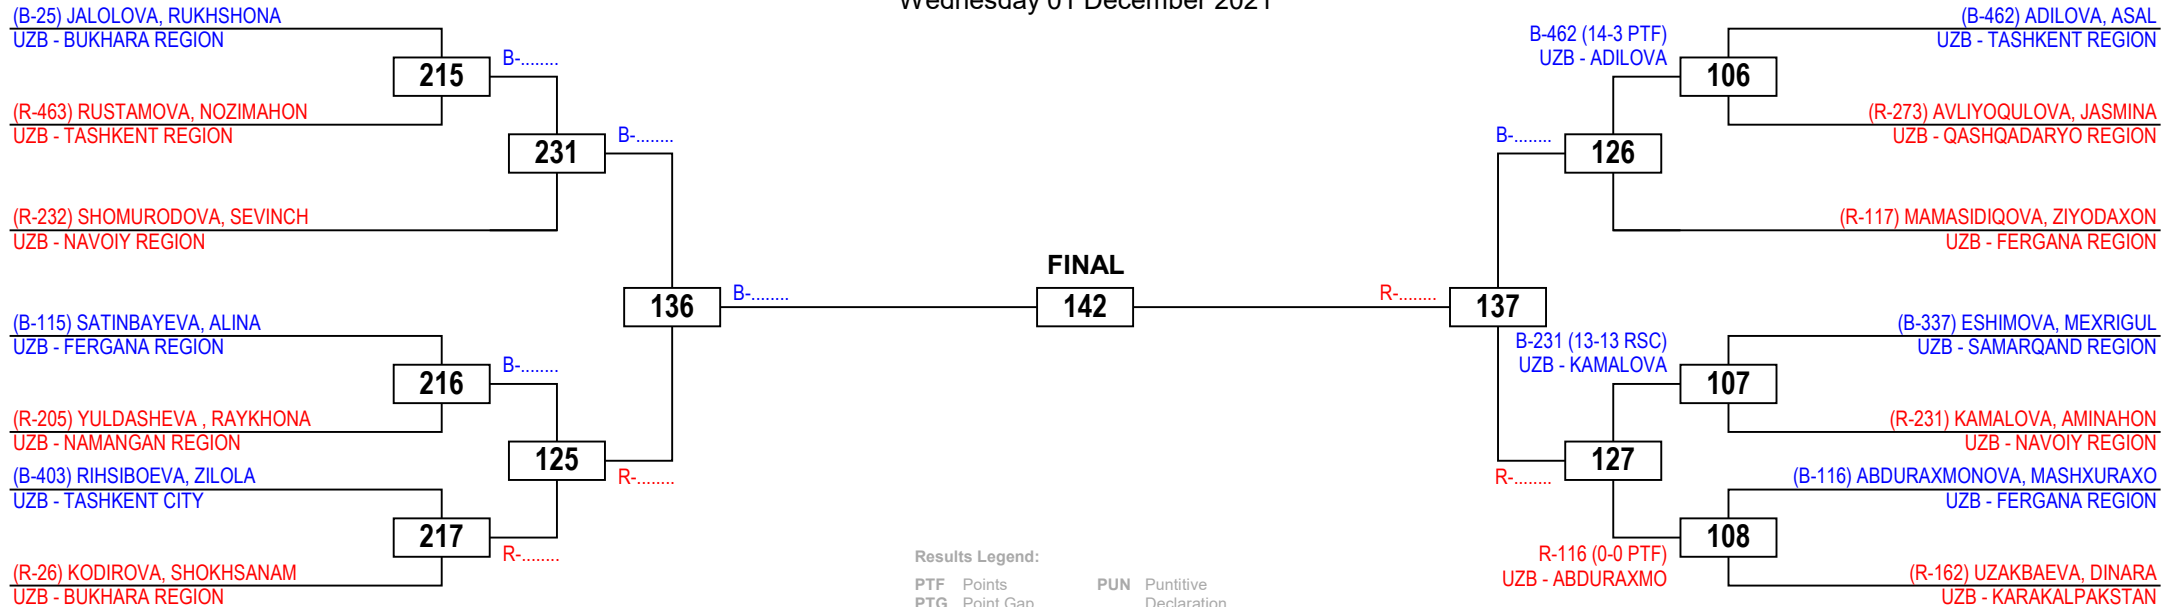 Wednesday 01 December 2021
(B-25) JALOLOVA, RUKHSHONA
UZB - BUKHARA REGION
215
B-........
(R-463) RUSTAMOVA, NOZIMAHON
UZB - TASHKENT REGION
231
B-........
(R-232) SHOMURODOVA, SEVINCH
UZB - NAVOIY REGION
136
B-........
(B-115) SATINBAYEVA, ALINA
UZB - FERGANA REGION
216
B-........
(R-205) YULDASHEVA , RAYKHONA
UZB - NAMANGAN REGION
125
R-........
(B-403) RIHSIBOEVA, ZILOLA
UZB - TASHKENT CITY
217
R-........
(R-26) KODIROVA, SHOKHSANAM
UZB - BUKHARA REGION
FINAL
142
(B-462) ADILOVA, ASAL
UZB - TASHKENT REGION
B-462 (14-3 PTF)
UZB - ADILOVA
106
(R-273) AVLIYOQULOVA, JASMINA
UZB - QASHQADARYO REGION
B-........
126
(R-117) MAMASIDIQOVA, ZIYODAXON
UZB - FERGANA REGION
R-........
137
(B-337) ESHIMOVA, MEXRIGUL
UZB - SAMARQAND REGION
B-231 (13-13 RSC)
UZB - KAMALOVA
107
(R-231) KAMALOVA, AMINAHON
UZB - NAVOIY REGION
127
R-........
(B-116) ABDURAXMONOVA, MASHXURAXO
UZB - FERGANA REGION
108
R-116 (0-0 PTF)
UZB - ABDURAXMO
(R-162) UZAKBAEVA, DINARA
UZB - KARAKALPAKSTAN
Results Legend:
PTF Points PUN Puntitive
PTG Point Gap Declaration